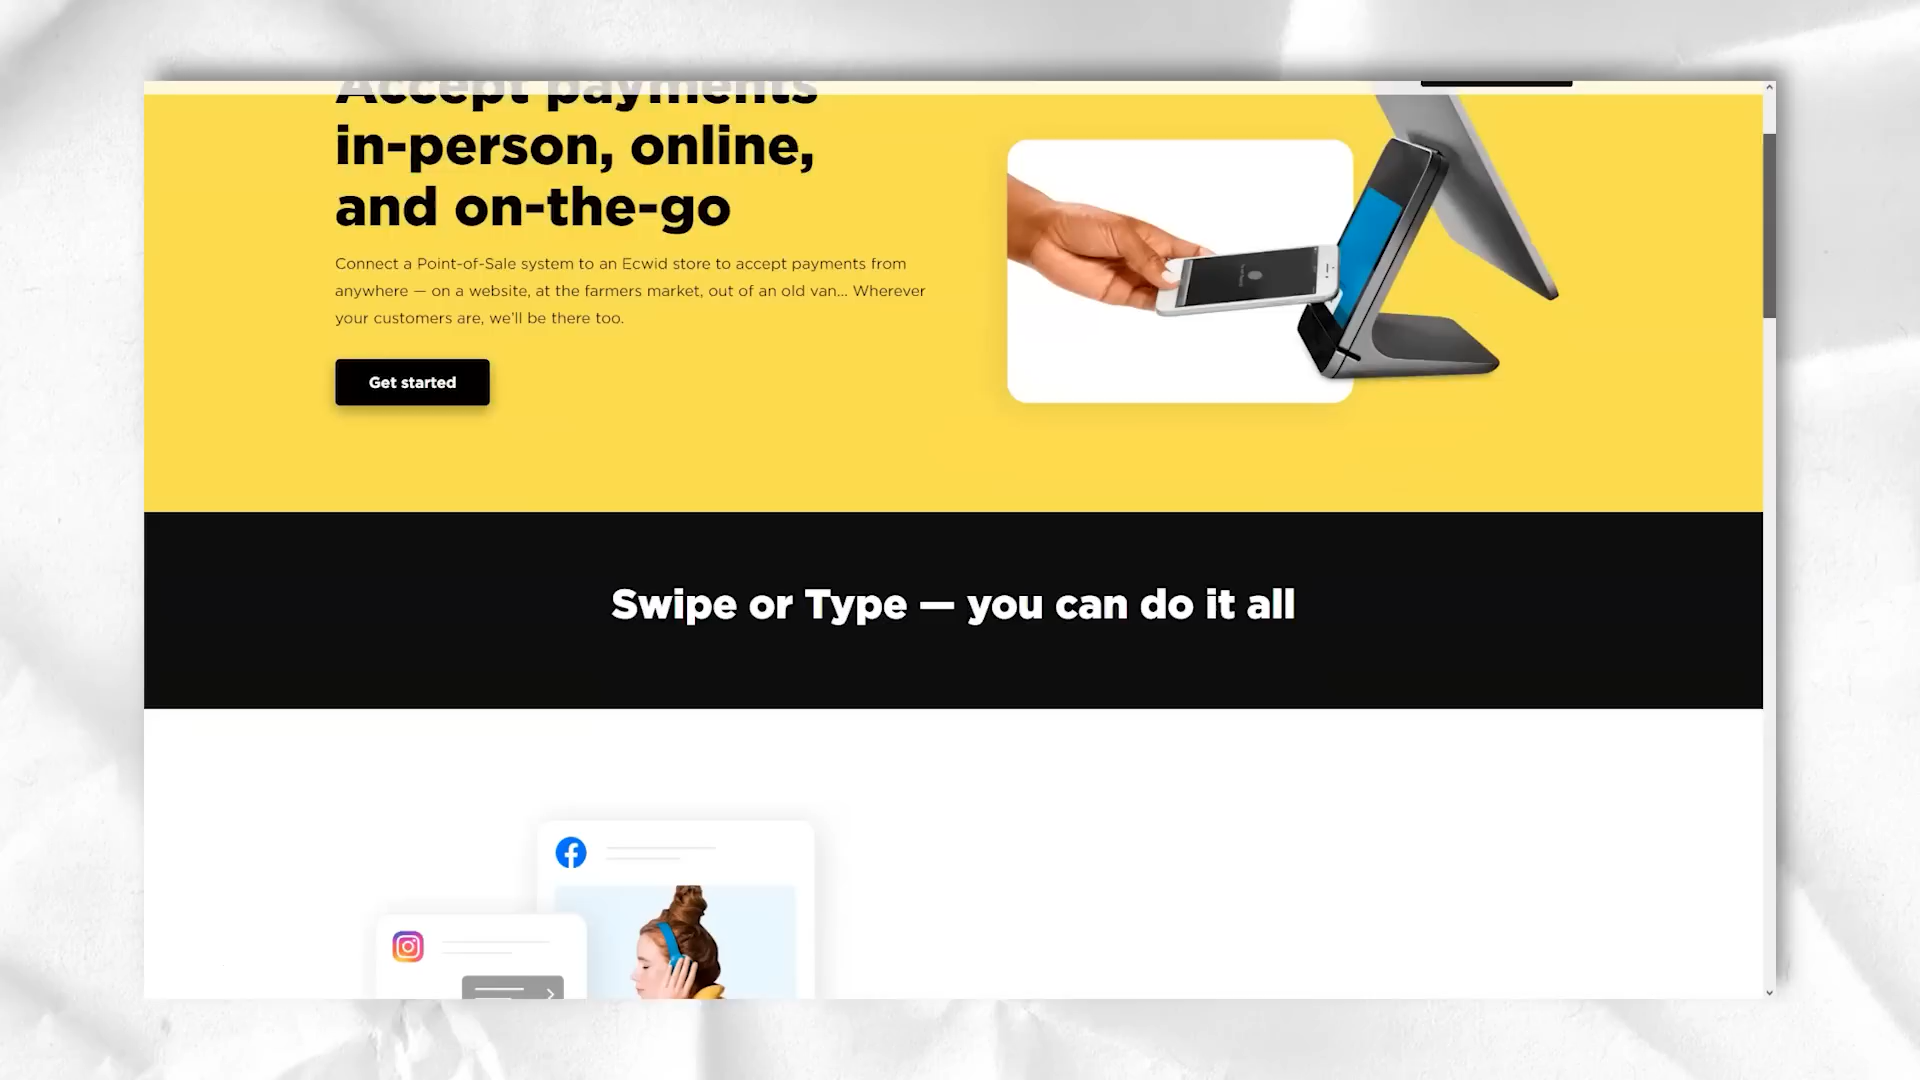 Accept payments
in-person, online,
and on-the-go
Connect a Point-of-Sale system to an Ecwid store to accept payments from
anywhere — on a website, at the farmers market, out of an old van... Wherever
your customers are, we'll be there too.
Get started
Swipe or Type — you can do it all